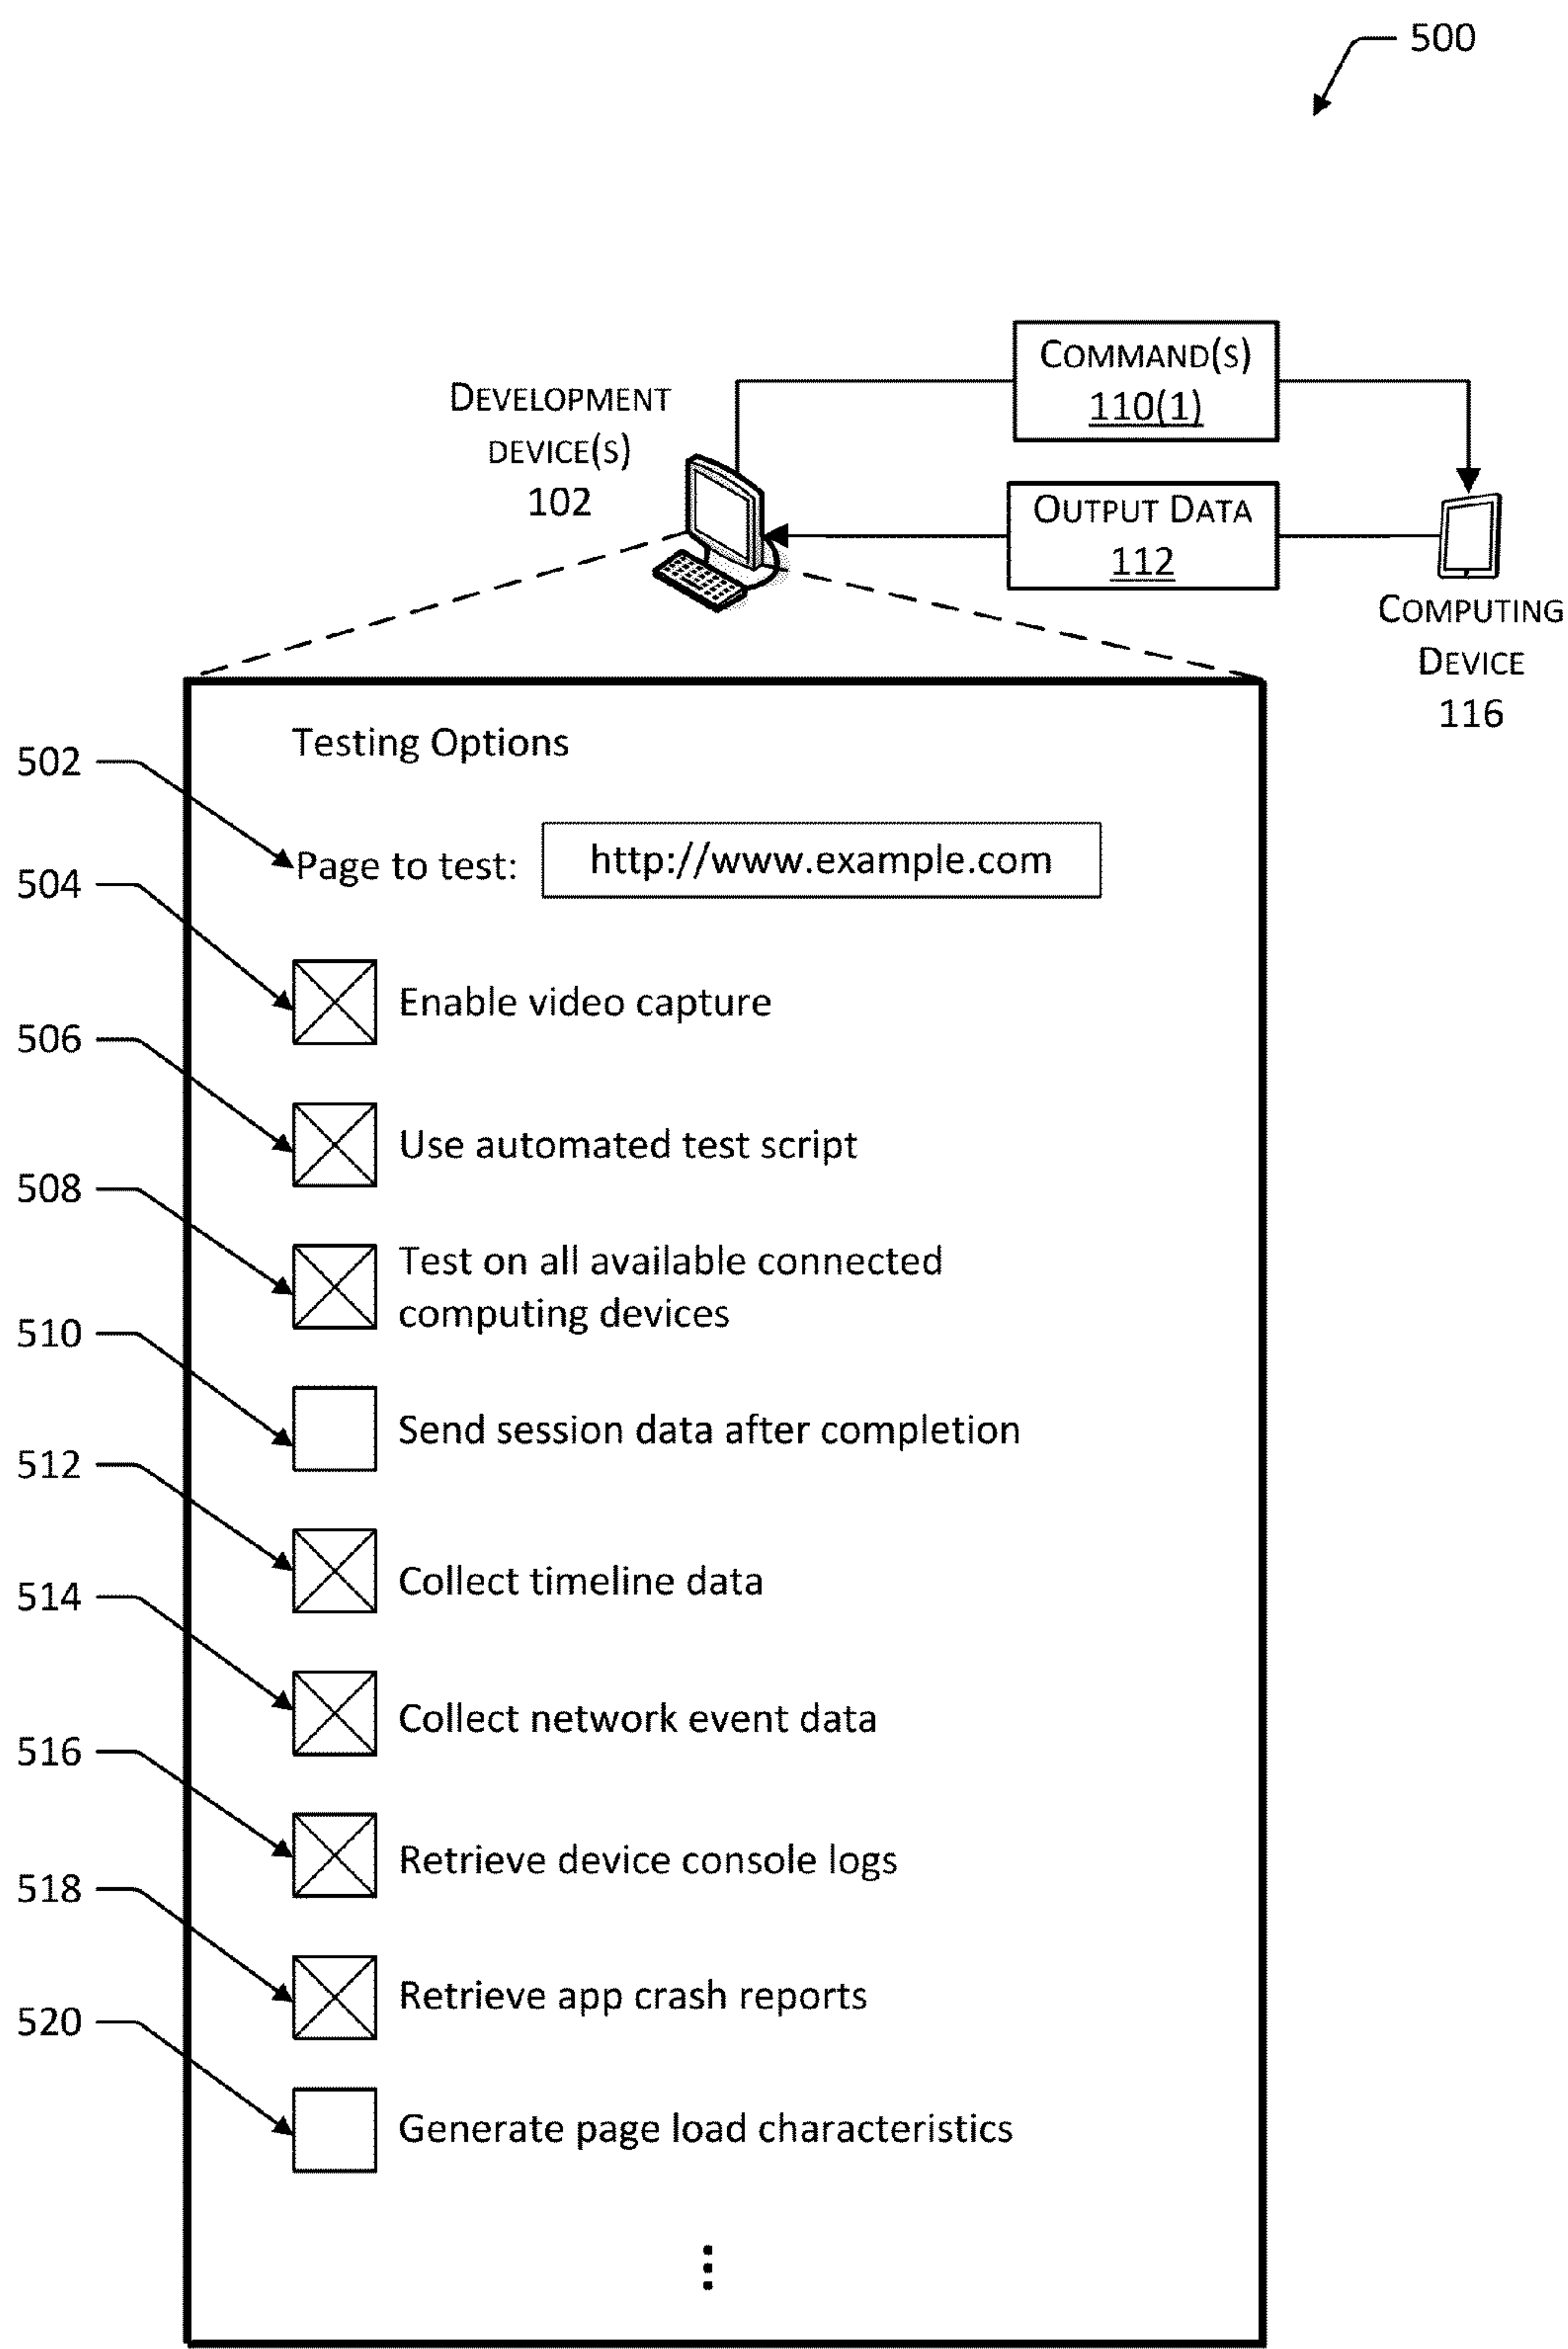 500
COMMAND(S)
110(1)
DEVELOPMENT
DEVICE(S)
102
OUTPUT DATA
112
COMPUTING
DEVICE
116
Testing Options
502
Page to test:
http://www.example.com
504
Enable video capture
506
Use automated test script
508
Test on all available connected
computing devices
510
Send session data after completion
512
Collect timeline data
514
Collect network event data
516
Retrieve device console logs
518
Retrieve app crash reports
520
Generate page load characteristics